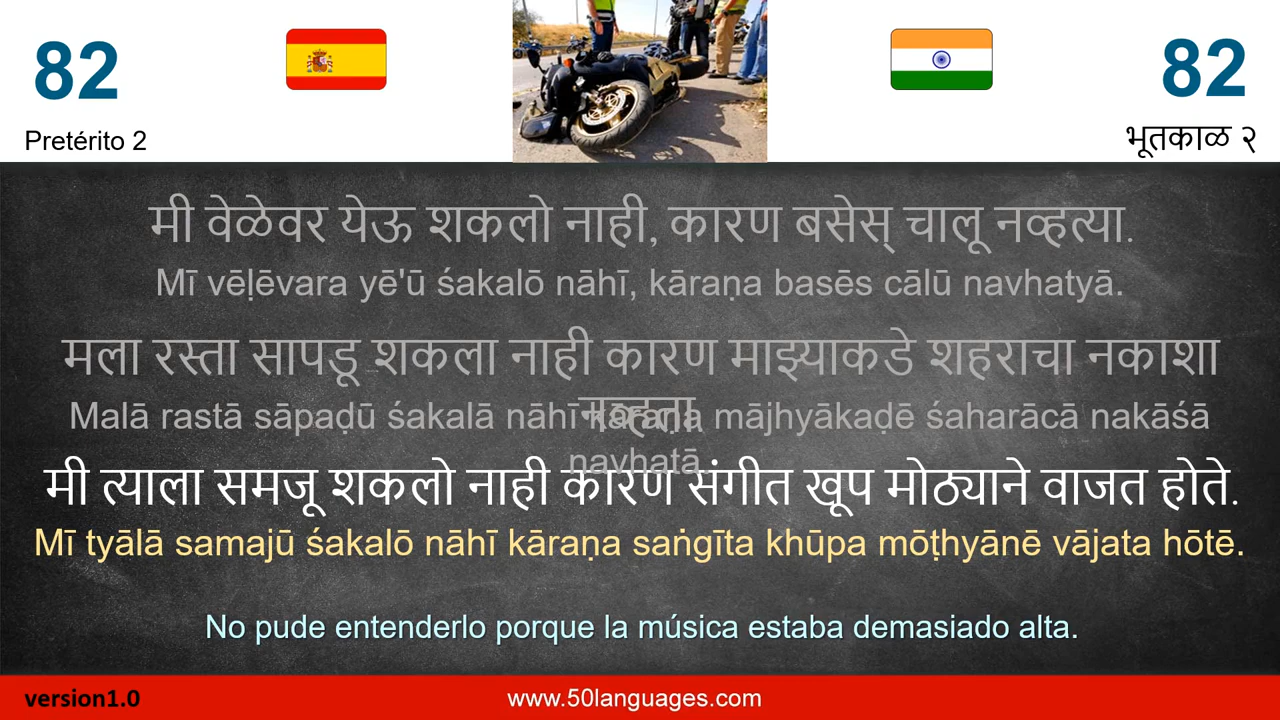 82
82
Pretérito 2
भूतकाळ २
मी वेळेवर येऊ शकलो नाही, कारण बसेस् चालू नव्हत्या.
Mī vēḷēvara yē'ū śakalō nāhī, kāraṇa basēs cālū navhatyā.
मला रस्ता सापडू शकला नाही कारण माझ्याकडे शहराचा नकाशा
नव्हता.
Malā rastā sāpaḍū śakalā nāhī kāraṇa mājhyākaḍē śaharācā nakāśā
navhatā.
मी त्याला समजू शकलो नाही कारण संगीत खूप मोठ्याने वाजत होते.
Mī tyālā samajū śakalō nāhī kāraṇa saṅgīta khūpa mōṭhyānē vājata hōtē.
No pude entenderlo porque la música estaba demasiado alta.
version1.0
www.50languages.com